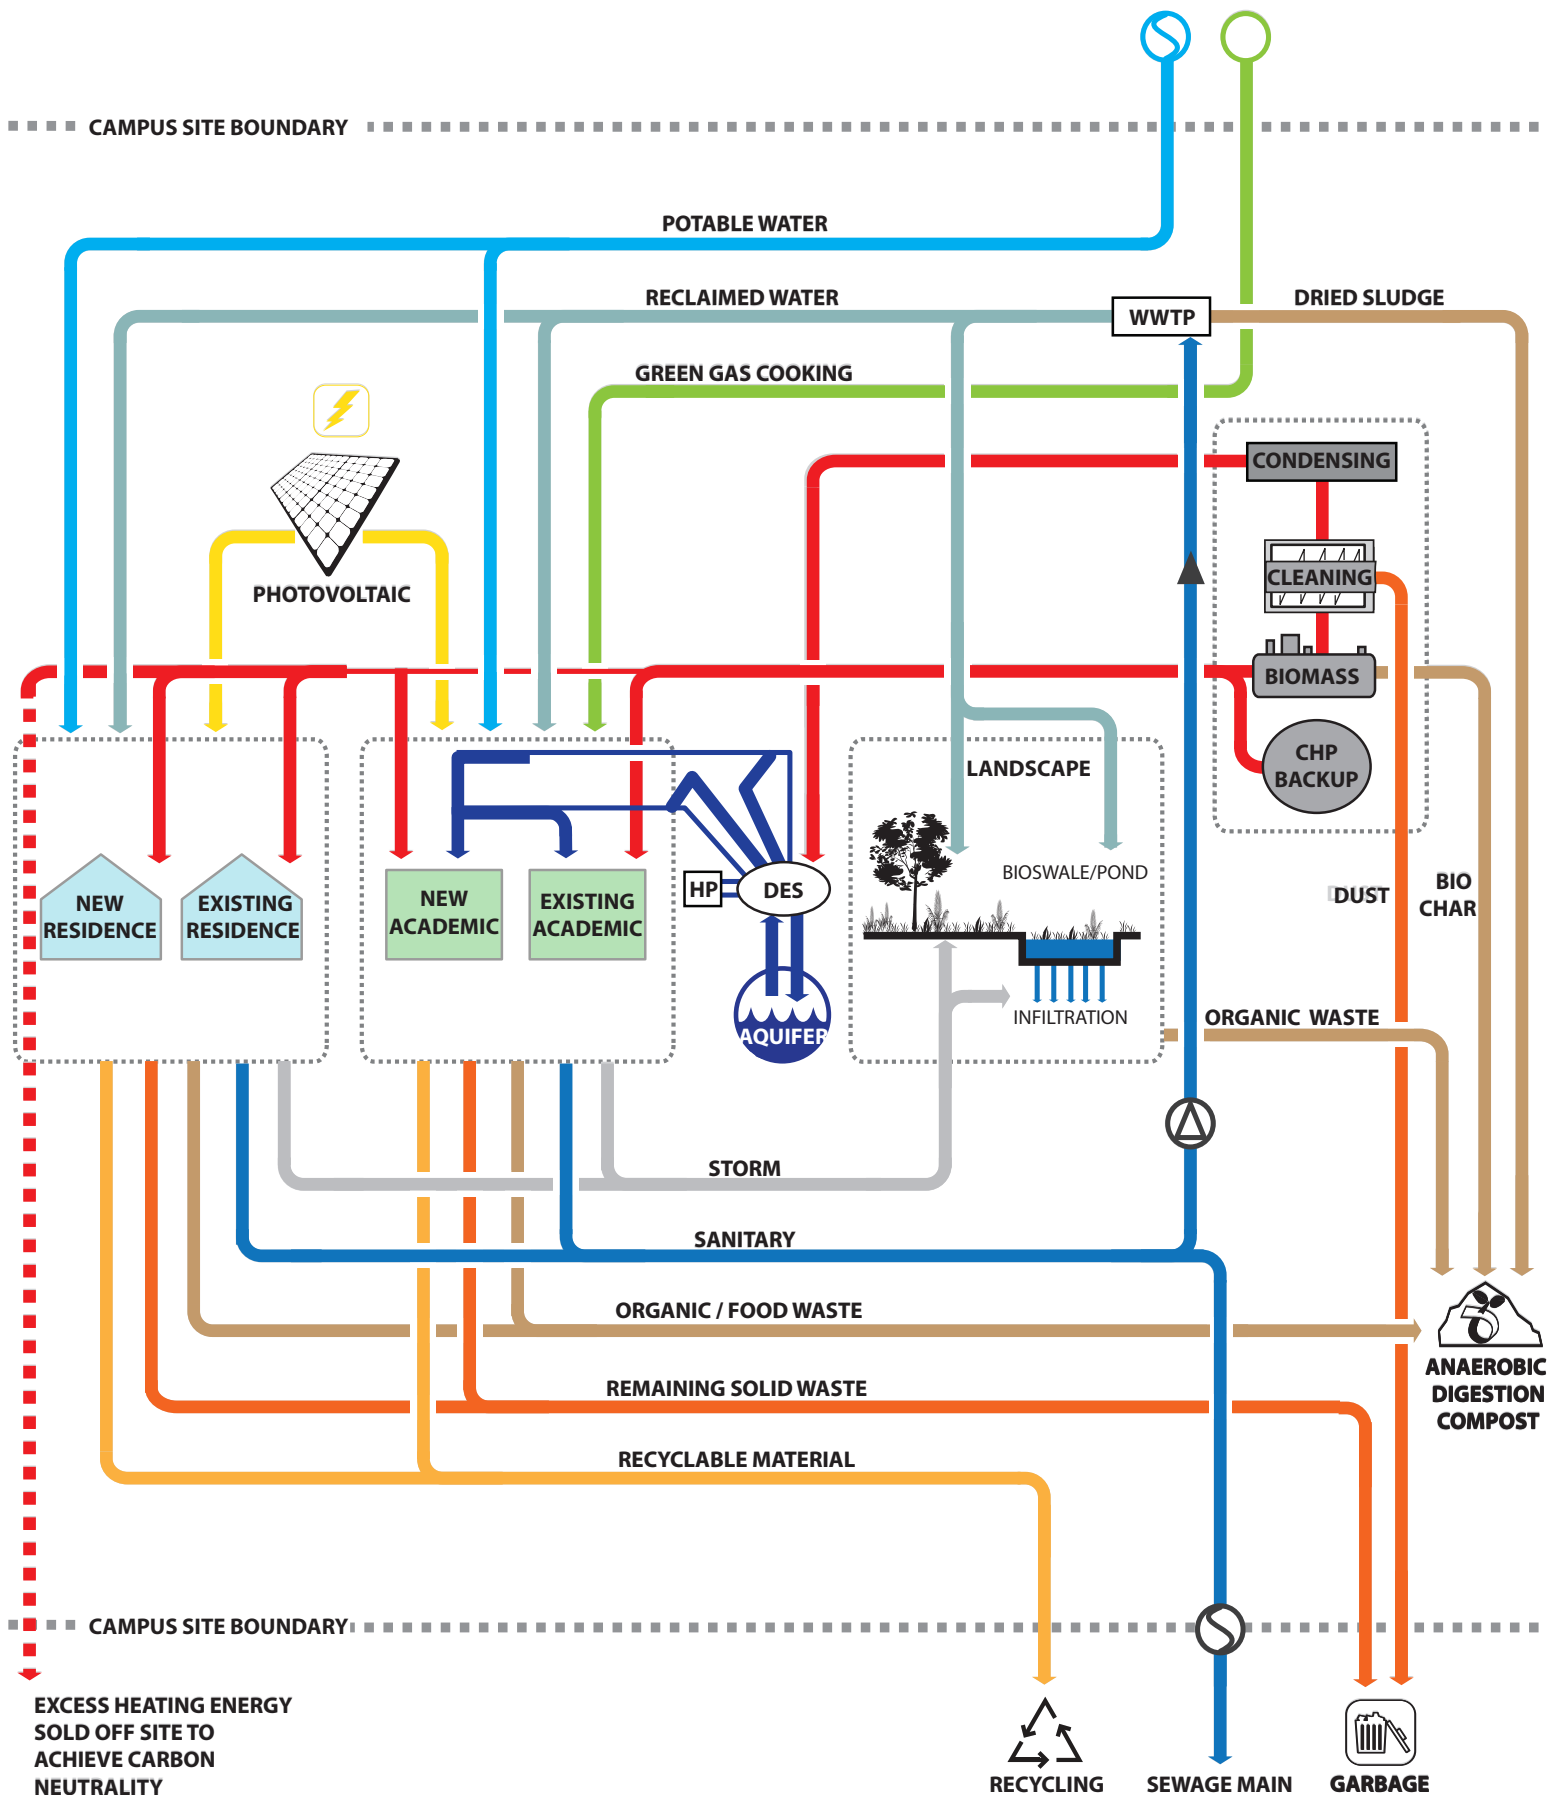 CAMPUS SITE BOUNDARY
POTABLE WATER
RECLAIMED WATER
WWTP
DRIED SLUDGE
GREEN GAS COOKING
CONDENSING
CLEANING
PHOTOVOLTAIC
BIOMASS
CHP
BACKUP
LANDSCAPE
BIOSWALE/POND
NEW
RESIDENCE
EXISTING
RESIDENCE
NEW
ACADEMIC
EXISTING
ACADEMIC
HP
DES
DUST
BIO
CHAR
AQUIFER
INFILTRATION
ORGANIC WASTE
STORM
SANITARY
ORGANIC / FOOD WASTE
ANAEROBIC
DIGESTION
COMPOST
REMAINING SOLID WASTE
RECYCLABLE MATERIAL
CAMPUS SITE BOUNDARY
EXCESS HEATING ENERGY
SOLD OFF SITE TO
ACHIEVE CARBON
NEUTRALITY
RECYCLING
SEWAGE MAIN
GARBAGE